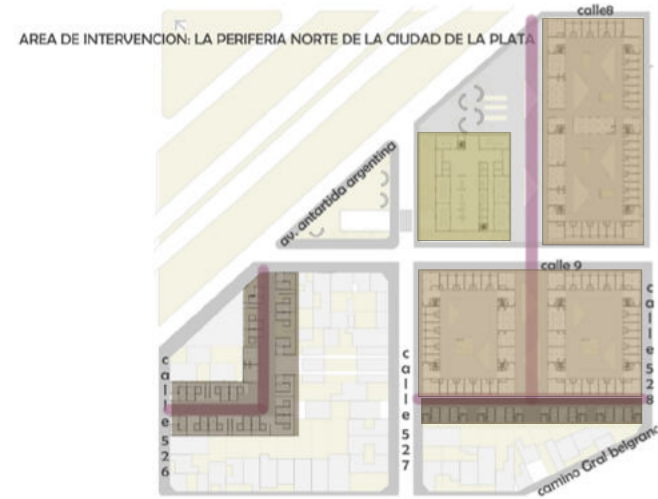 calle8
AREA DE INTERVENCION: LA PERIFERIA NORTE DE LA CIUDAD DE LA PLATA
av. antartida argentina
calle 9
calle 526
calle 527
calle 528
camino Gral belgrano